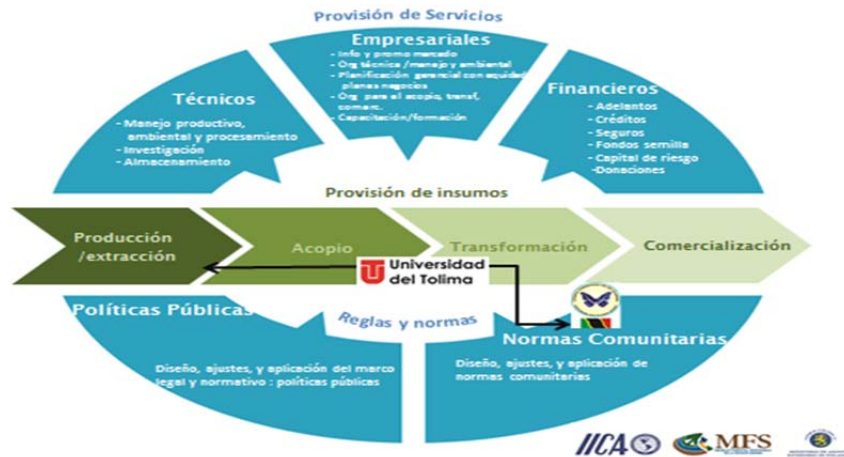 Provisión de Servicios
Empresariales
- Info y promo mercado
- Org técnica /manejo y ambiental
- Planificación gerencial con equidad
planes negocios
- Org para el acopio, transf,
comerc.
- Capacitación/formación
Técnicos
- Manejo productivo,
ambiental y procesamiento
- Investigación
- Almacenamiento
Financieros
- Adelantos
- Créditos
- Seguros
- Fondos semilla
- Capital de riesgo
-Donaciones
Provisión de insumos
Producción
/extracción
Acopio
Transformación
Comercialización
Universidad
del Tolima
Políticas Públicas
Reglas y normas
Normas Comunitarias
Diseño, ajustes, y aplicación del marco
legal y normativo : políticas públicas
Diseño, ajustes, y aplicación de
normas comunitarias
IICA
MFS